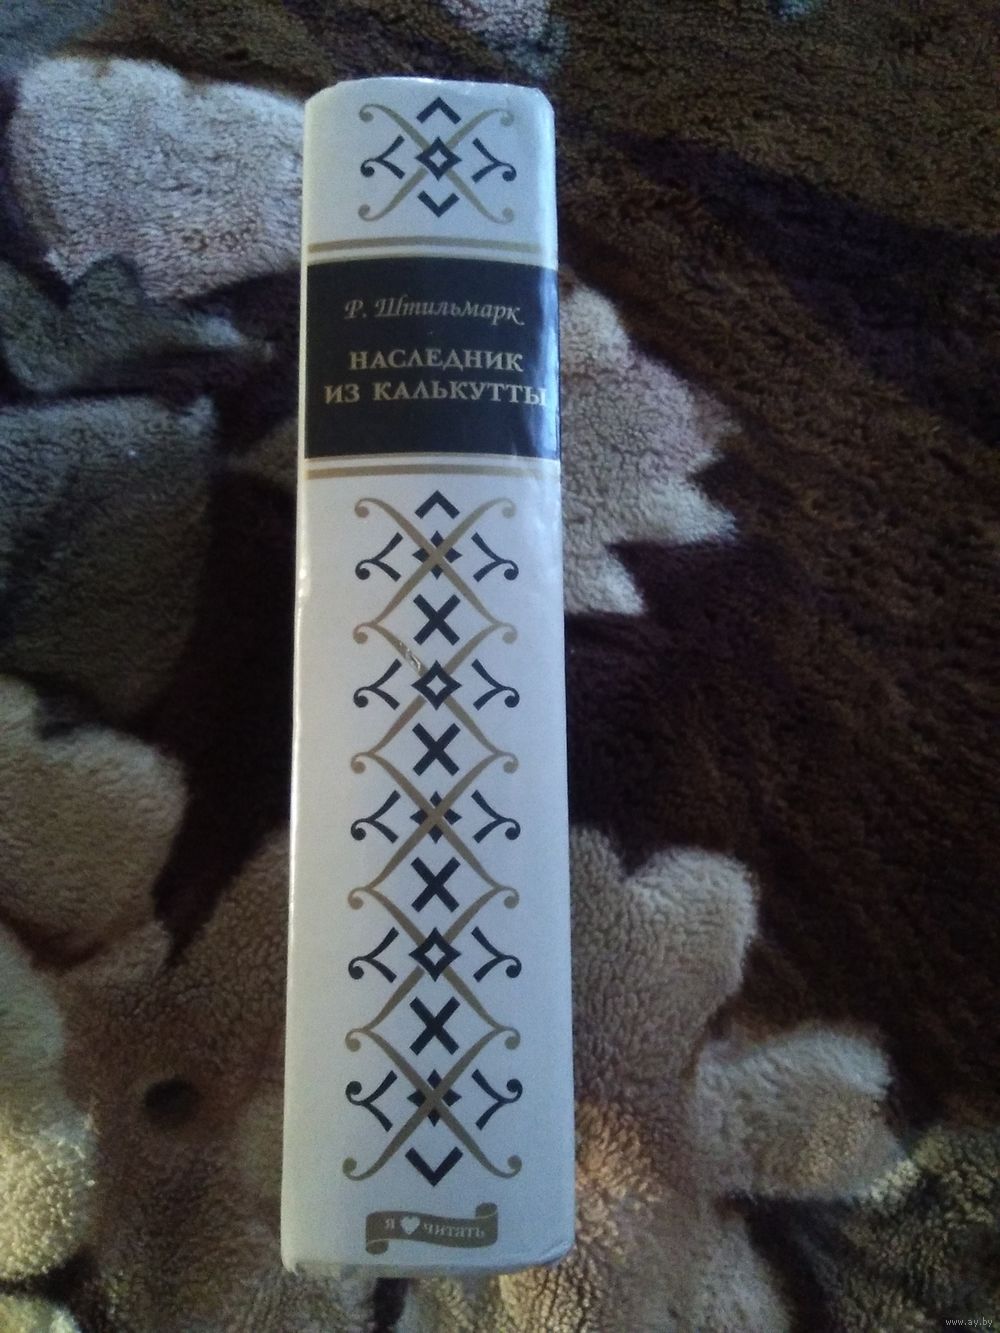 Р. Штильмарк
НАСЛЕДНИК
ИЗ КАЛЬКУТТЫ
я читать
www.ay.by